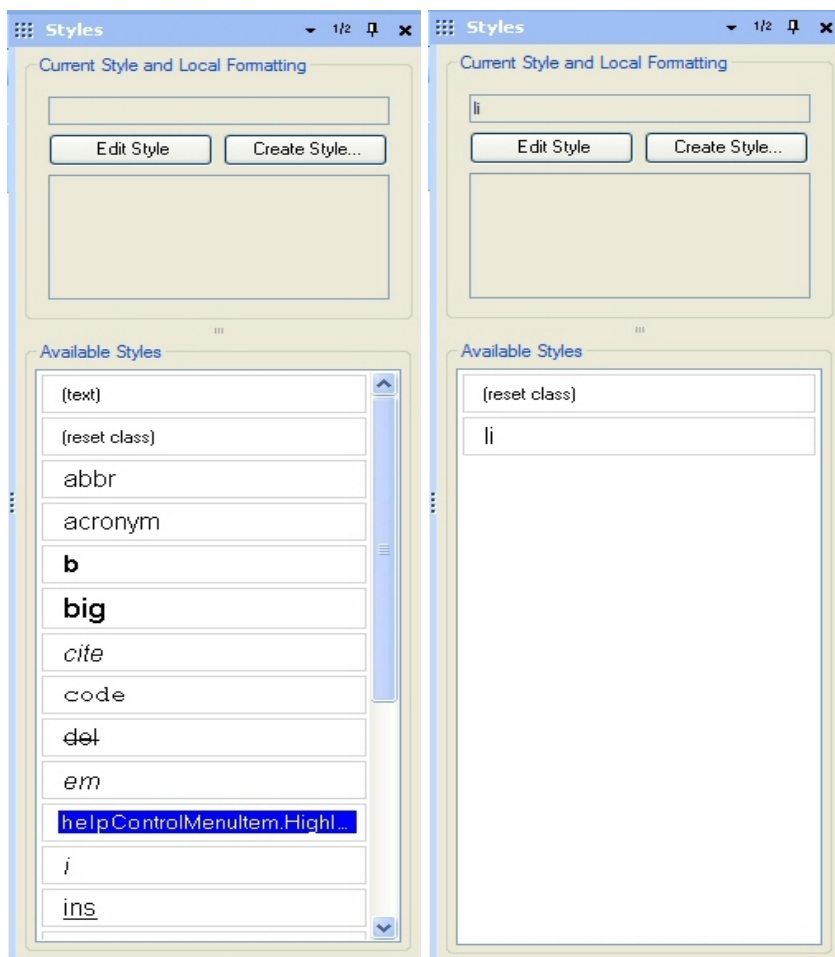 Styles 1/2
Current Style and Local Formatting
Edit Style Create Style...
Available Styles
(text)
(reset class)
abbr
acronym
b
big
cite
code
del
em
helpControlMenuItem.Highl...
i
ins
Styles 1/2
Current Style and Local Formatting
li
Edit Style Create Style...
Available Styles
(reset class)
li